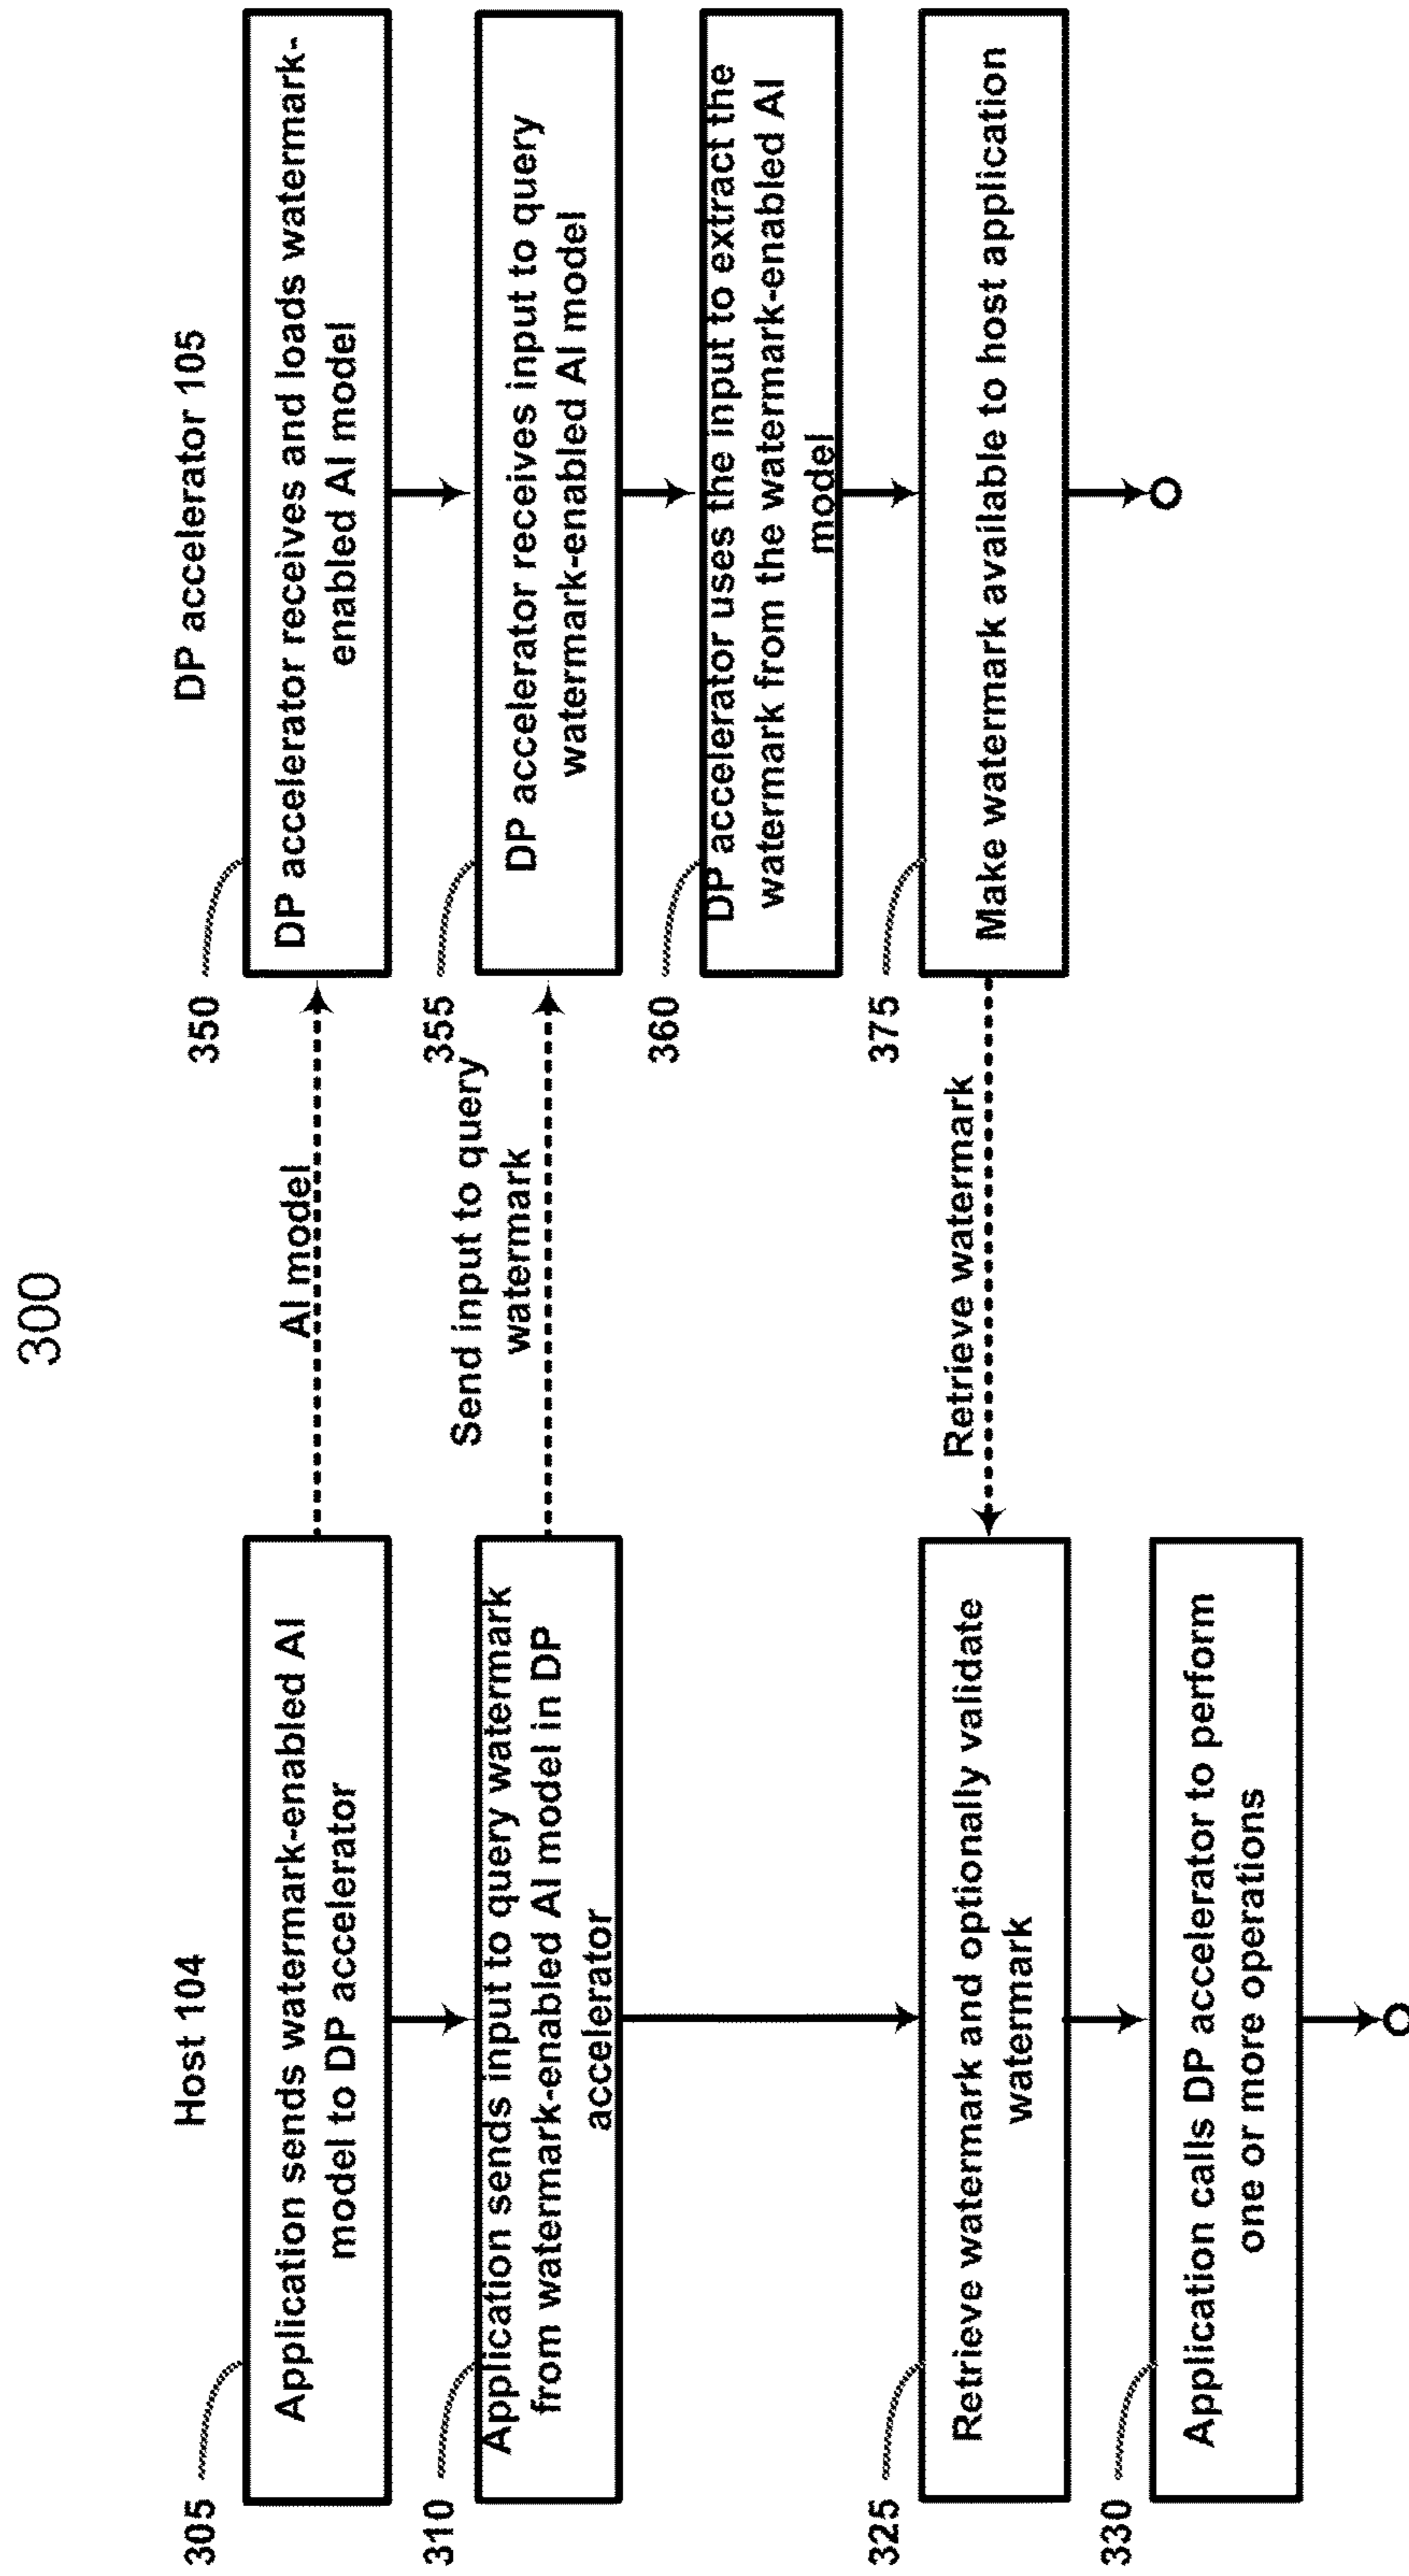 300
Host 104
DP accelerator 105
305
Application sends watermark-enabled AI
model to DP accelerator
AI model
350
DP accelerator receives and loads watermark-
enabled AI model
310
Application sends input to query watermark
from watermark-enabled AI model in DP
accelerator
Send input to query
watermark
355
DP accelerator receives input to query
watermark-enabled AI model
360
DP accelerator uses the input to extract the
watermark from the watermark-enabled AI
model
325
Retrieve watermark and optionally validate
watermark
Retrieve watermark
375
Make watermark available to host application
330
Application calls DP accelerator to perform
one or more operations